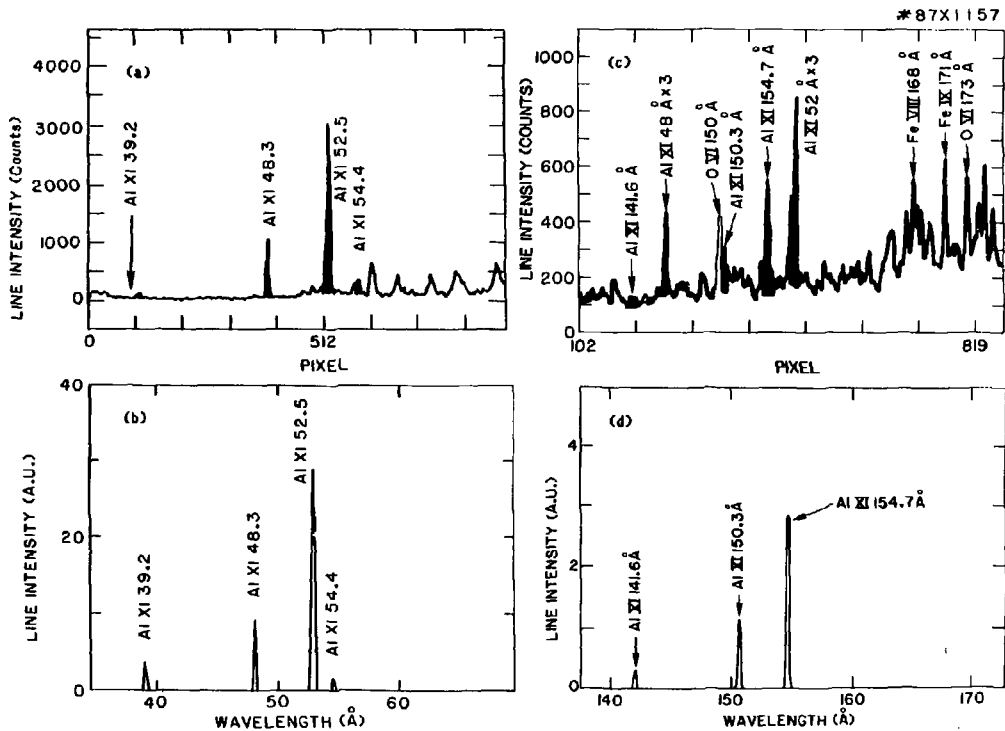 #87X1157
(a)
LINE INTENSITY (Counts)
4000
3000
2000
1000
0
Al XI 39.2
Al XI 48.3
Al XI 52.5
Al XI 54.4
0
512
PIXEL
(c)
LINE INTENSITY (COUNTS)
1000
800
600
400
200
0
Al XI 141.6 Å
Al XI 48 Å x 3
O VI 150 Å
Al XI 150.3 Å
Al XI 154.7 Å
Al XI 52 Å x 3
Fe VIII 168 Å
Fe IX 171 Å
O VI 173 Å
102
819
PIXEL
(b)
LINE INTENSITY (A.U.)
40
20
0
Al XI 39.2
Al XI 48.3
Al XI 52.5
Al XI 54.4
40
50
60
WAVELENGTH (Å)
(d)
LINE INTENSITY (A.U.)
4
2
0
Al XI 141.6 Å
Al XI 150.3 Å
Al XI 154.7 Å
140
150
160
170
WAVELENGTH (Å)